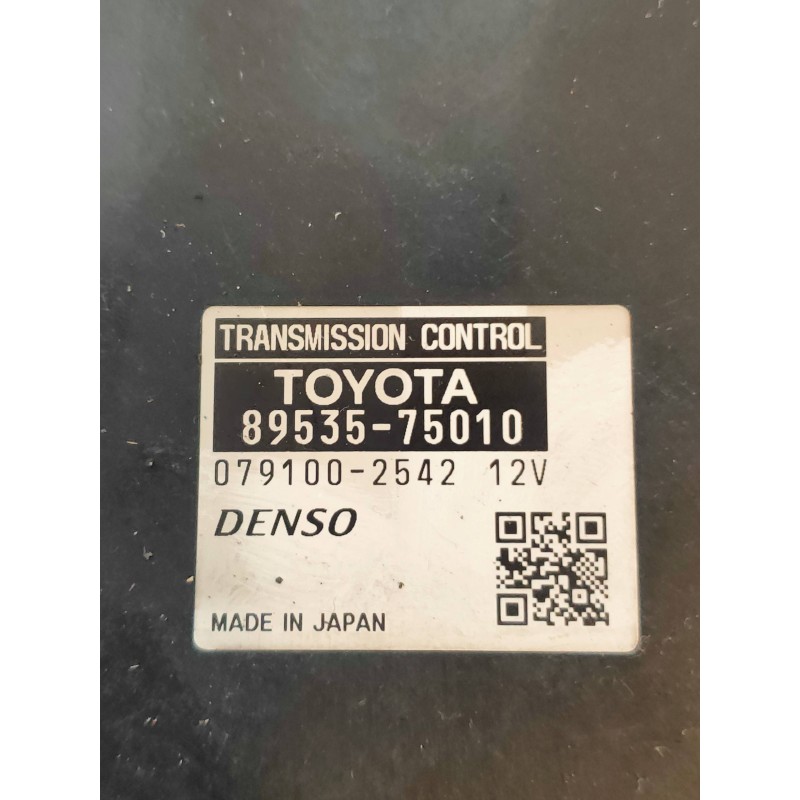 TRANSMISSION CONTROL
TOYOTA
89535-75010
079100-2542 12V
DENSO
MADE IN JAPAN